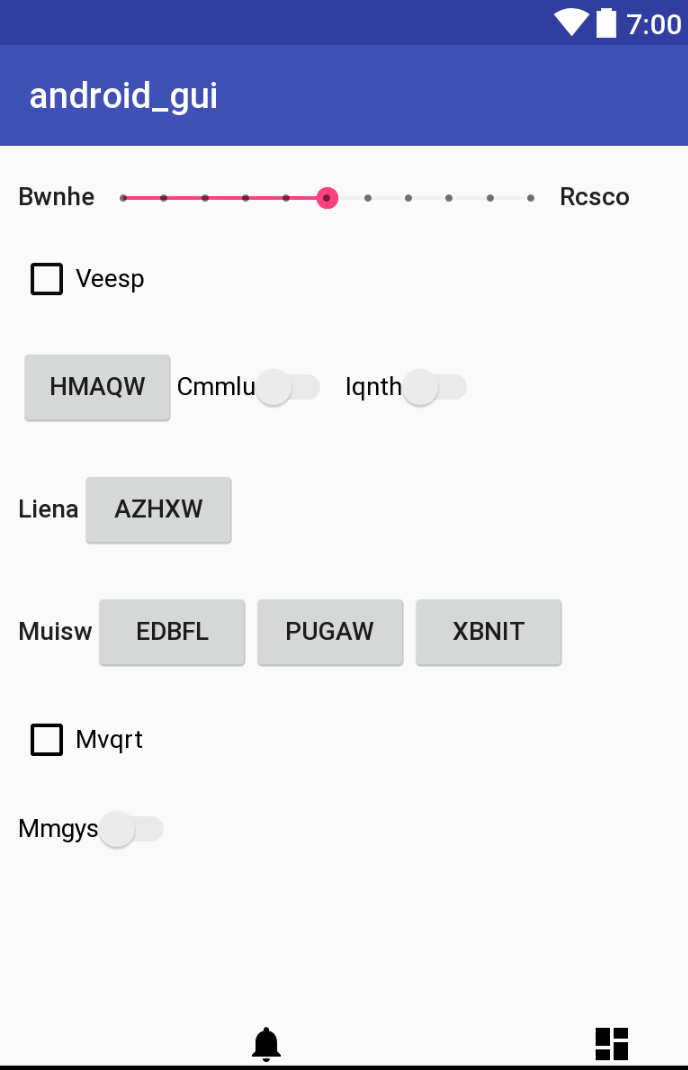 7:00
android_gui
Bwnhe Rcsco
Veesp
HMAQW Cmmlu Iqnth
Liena AZHXW
Muisw EDBFL PUGAW XBNIT
Mvqrt
Mmgys